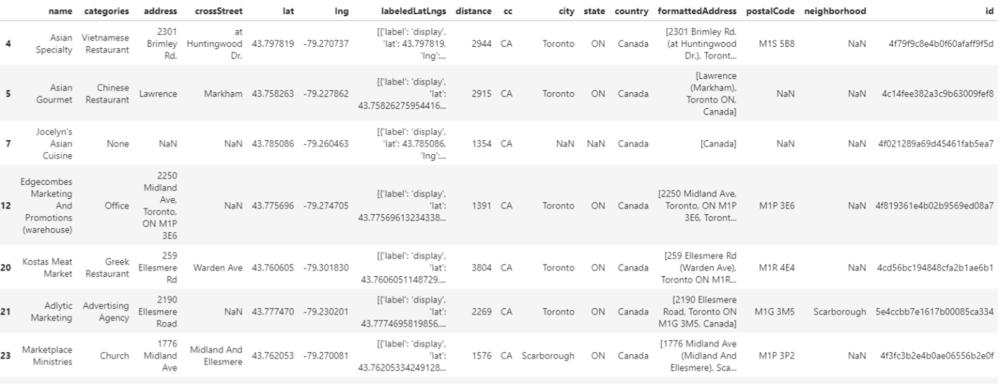 name categories address crossStreet lat lng labeledLatLngs distance cc city state country formattedAddress postalCode neighborhood id
4 Asian Specialty Vietnamese Restaurant 2301 Brimley Rd. at Huntingwood Dr. 43.797819 -79.270737 [{'label': 'display', 'lat': 43.797819, 'lng':... 2944 CA Toronto ON Canada [2301 Brimley Rd. (at Huntingwood Dr.), Toront... M1S 5B8 NaN 4f79f9c8e4b0f60afaff9f5d
5 Asian Gourmet Chinese Restaurant Lawrence Markham 43.758263 -79.227862 [{'label': 'display', 'lat': 43.75826275954416... 2915 CA Toronto ON Canada [Lawrence (Markham), Toronto ON, Canada] NaN NaN 4c14fee382a3c9b63009fef8
7 Jocelyn's Asian Cuisine None NaN NaN 43.785086 -79.260463 [{'label': 'display', 'lat': 43.785086, 'lng':... 1354 CA NaN NaN Canada [Canada] NaN NaN 4f021289a69d45461fab5ea7
12 Edgecombes Marketing And Promotions (warehouse) Office 2250 Midland Ave, Toronto, ON M1P 3E6 NaN 43.775696 -79.274705 [{'label': 'display', 'lat': 43.77569613234338... 1391 CA Toronto ON Canada [2250 Midland Ave, Toronto, ON M1P 3E6, Toront... M1P 3E6 NaN 4f819361e4b02b9569ed08a7
20 Kostas Meat Market Greek Restaurant 259 Ellesmere Rd Warden Ave 43.760605 -79.301830 [{'label': 'display', 'lat': 43.7606051148729,... 3804 CA Toronto ON Canada [259 Ellesmere Rd (Warden Ave), Toronto ON M1R... M1R 4E4 NaN 4cd56bc194848cfa2b1ae6b1
21 Adlytic Marketing Advertising Agency 2190 Ellesmere Road NaN 43.777470 -79.230201 [{'label': 'display', 'lat': 43.7774695819856,... 2269 CA Toronto ON Canada [2190 Ellesmere Road, Toronto ON M1G 3M5, Canada] M1G 3M5 Scarborough 5e4ccbb7e1617b00085ca334
23 Marketplace Ministries Church 1776 Midland Ave Midland And Ellesmere 43.762053 -79.270081 [{'label': 'display', 'lat': 43.76205334249128... 1576 CA Scarborough ON Canada [1776 Midland Ave (Midland And Ellesmere), Sca... M1P 3P2 NaN 4f3fc3b2e4b0ae06556b2e0f